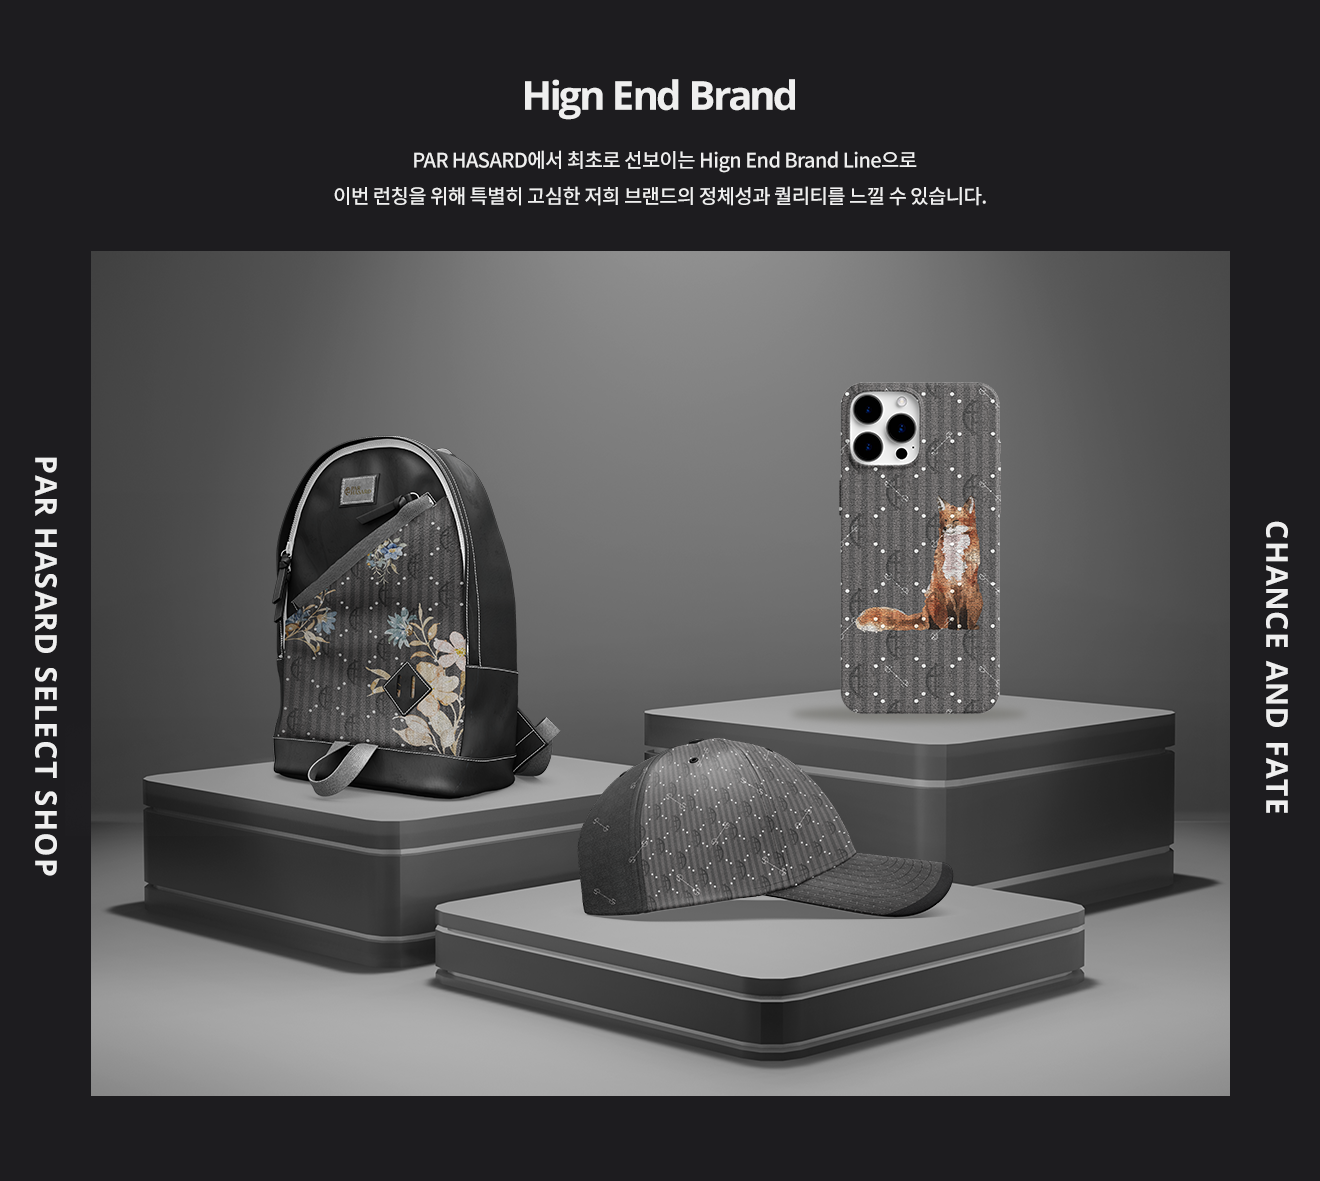 Hign End Brand
PAR HASARD에서 최초로 선보이는 Hign End Brand Line으로
이번 런칭을 위해 특별히 고심한 저희 브랜드의 정체성과 퀄리티를 느낄 수 있습니다.
PAR HASARD SELECT SHOP
CHANCE AND FATE